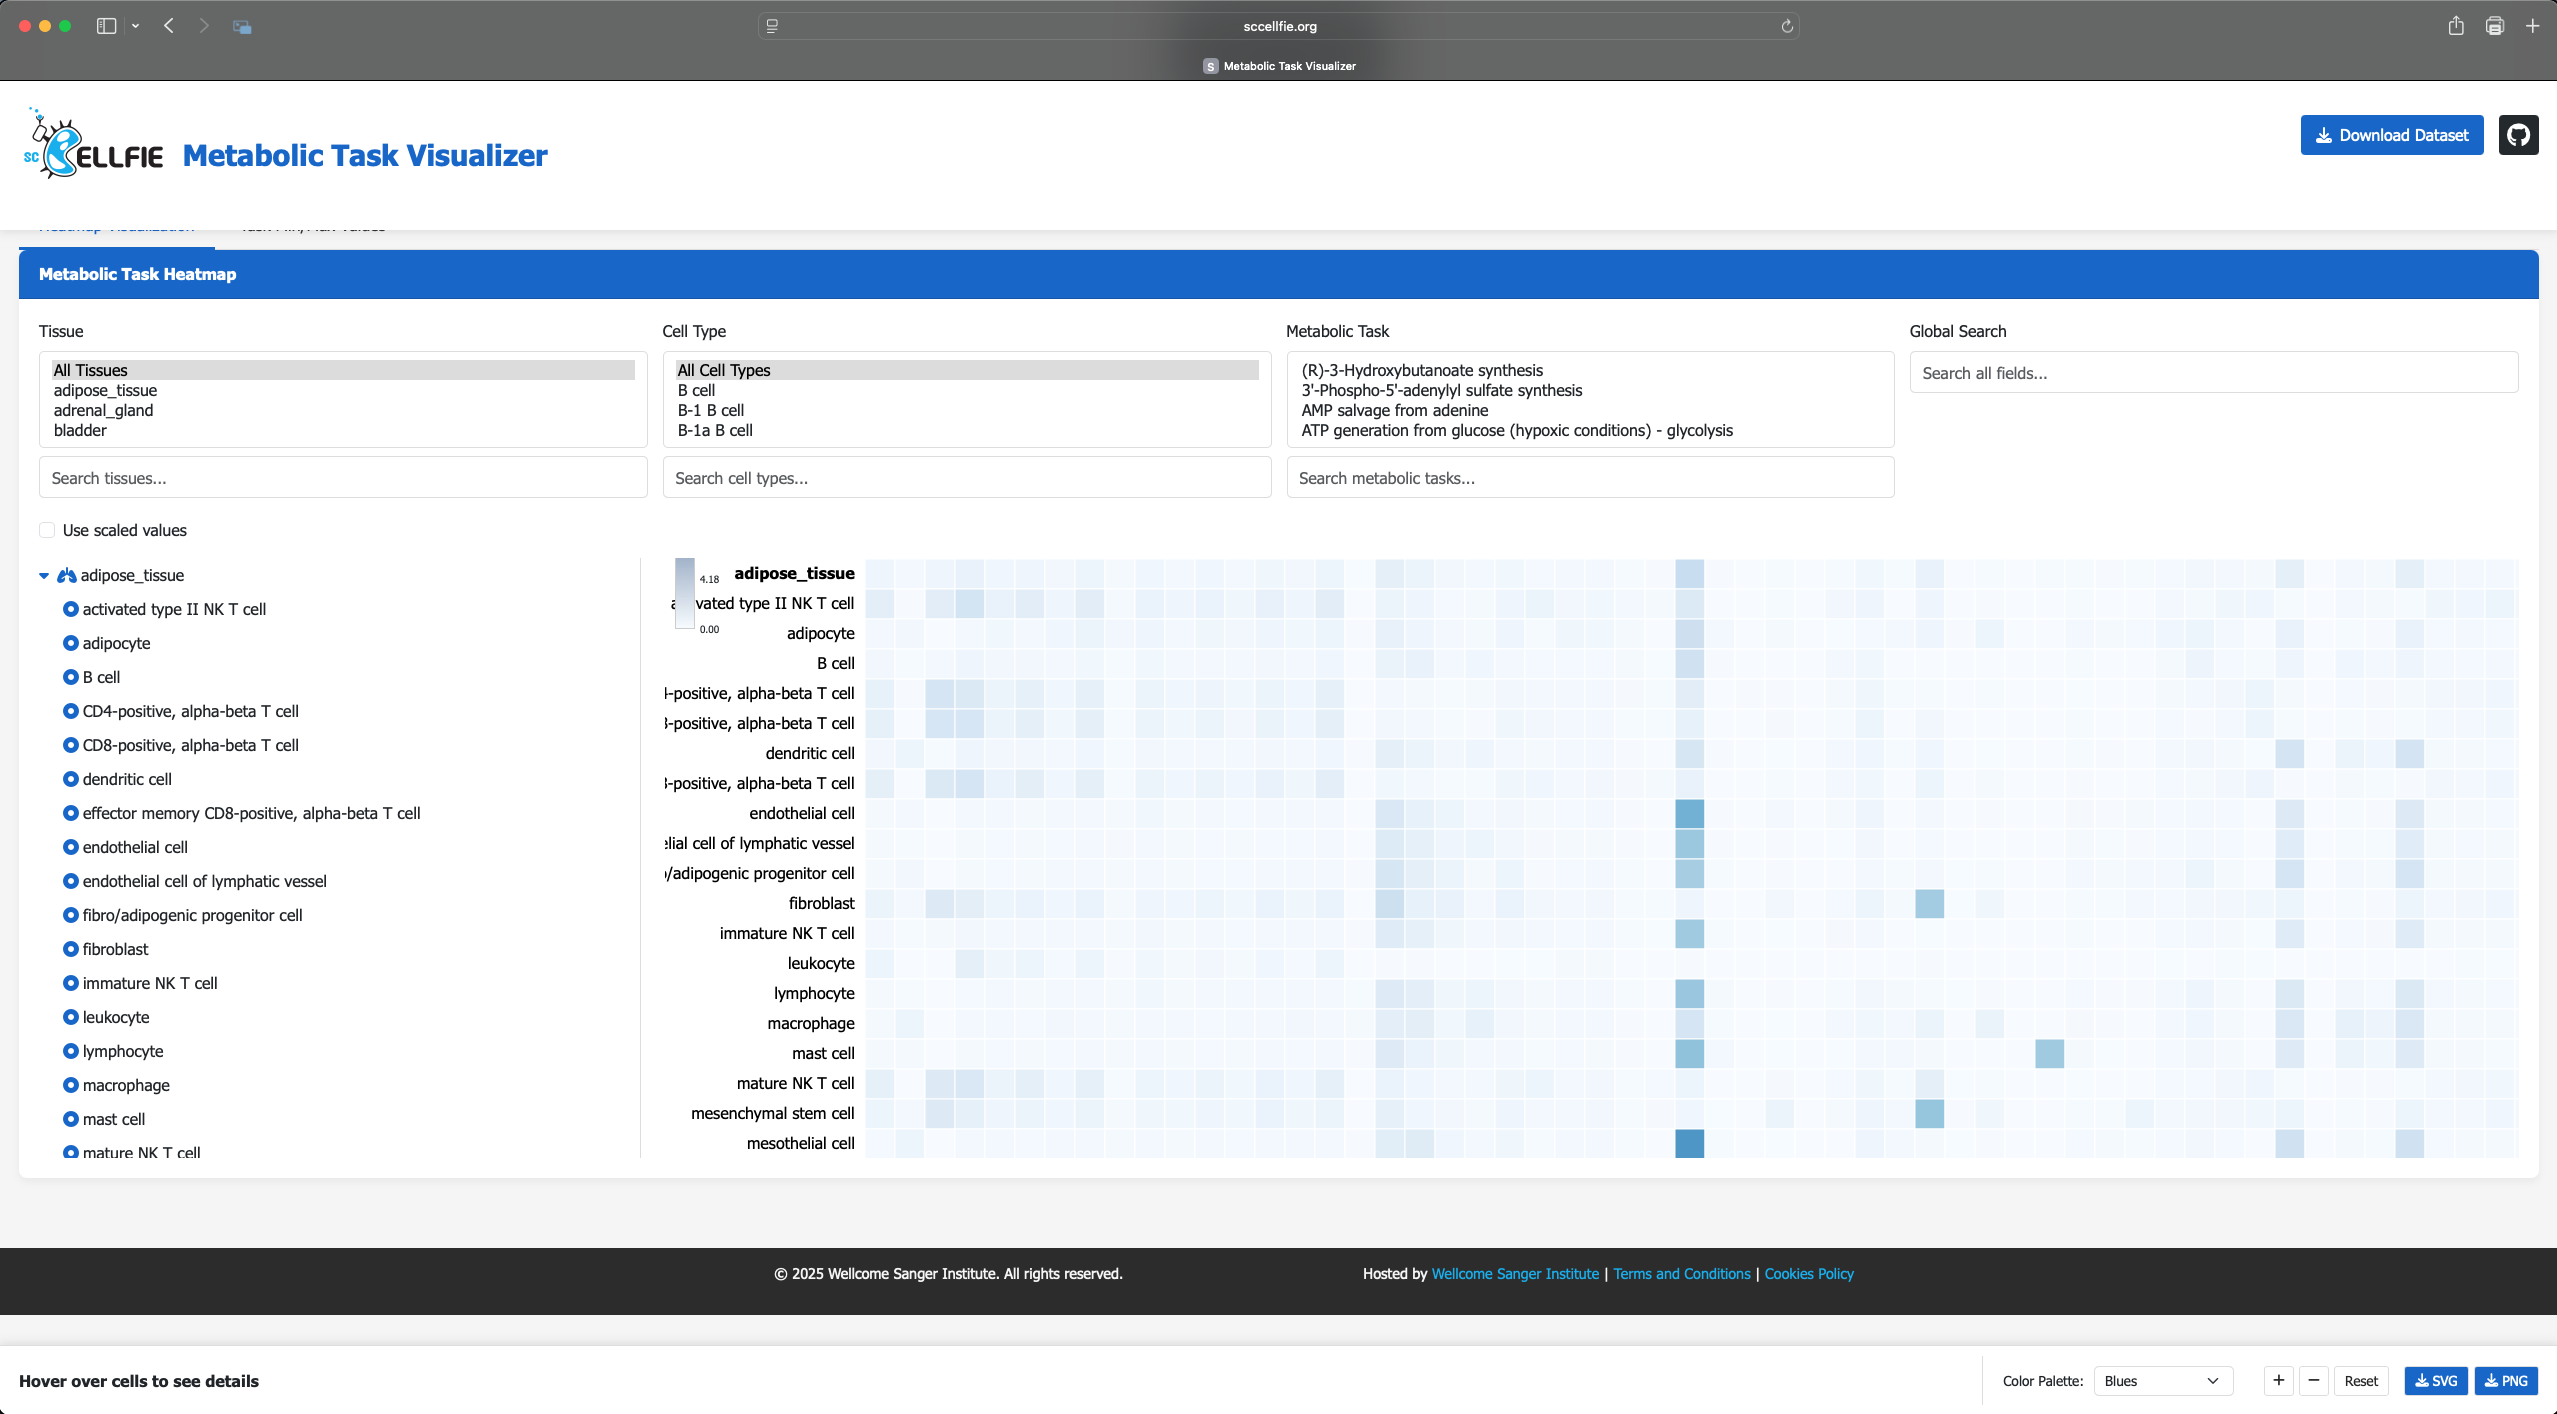 sccellfie.org
S Metabolic Task Visualizer
sc CELLFIE
Metabolic Task Visualizer
Download Dataset
Metabolic Task Heatmap
Tissue
All Tissues
adipose_tissue
adrenal_gland
bladder
Search tissues...
Cell Type
All Cell Types
B cell
B-1 B cell
B-1a B cell
Search cell types...
Metabolic Task
(R)-3-Hydroxybutanoate synthesis
3'-Phospho-5'-adenylyl sulfate synthesis
AMP salvage from adenine
ATP generation from glucose (hypoxic conditions) - glycolysis
Search metabolic tasks...
Global Search
Search all fields...
Use scaled values
adipose_tissue
activated type II NK T cell
adipocyte
B cell
CD4-positive, alpha-beta T cell
CD8-positive, alpha-beta T cell
dendritic cell
effector memory CD8-positive, alpha-beta T cell
endothelial cell
endothelial cell of lymphatic vessel
fibro/adipogenic progenitor cell
fibroblast
immature NK T cell
leukocyte
lymphocyte
macrophage
mast cell
mature NK T cell
4.18
0.00
adipose_tissue
vated type II NK T cell
adipocyte
B cell
-positive, alpha-beta T cell
-positive, alpha-beta T cell
dendritic cell
-positive, alpha-beta T cell
endothelial cell
elial cell of lymphatic vessel
/adipogenic progenitor cell
fibroblast
immature NK T cell
leukocyte
lymphocyte
macrophage
mast cell
mature NK T cell
mesenchymal stem cell
mesothelial cell
© 2025 Wellcome Sanger Institute. All rights reserved.
Hosted by Wellcome Sanger Institute | Terms and Conditions | Cookies Policy
Hover over cells to see details
Color Palette:
Blues
+
−
Reset
SVG
PNG